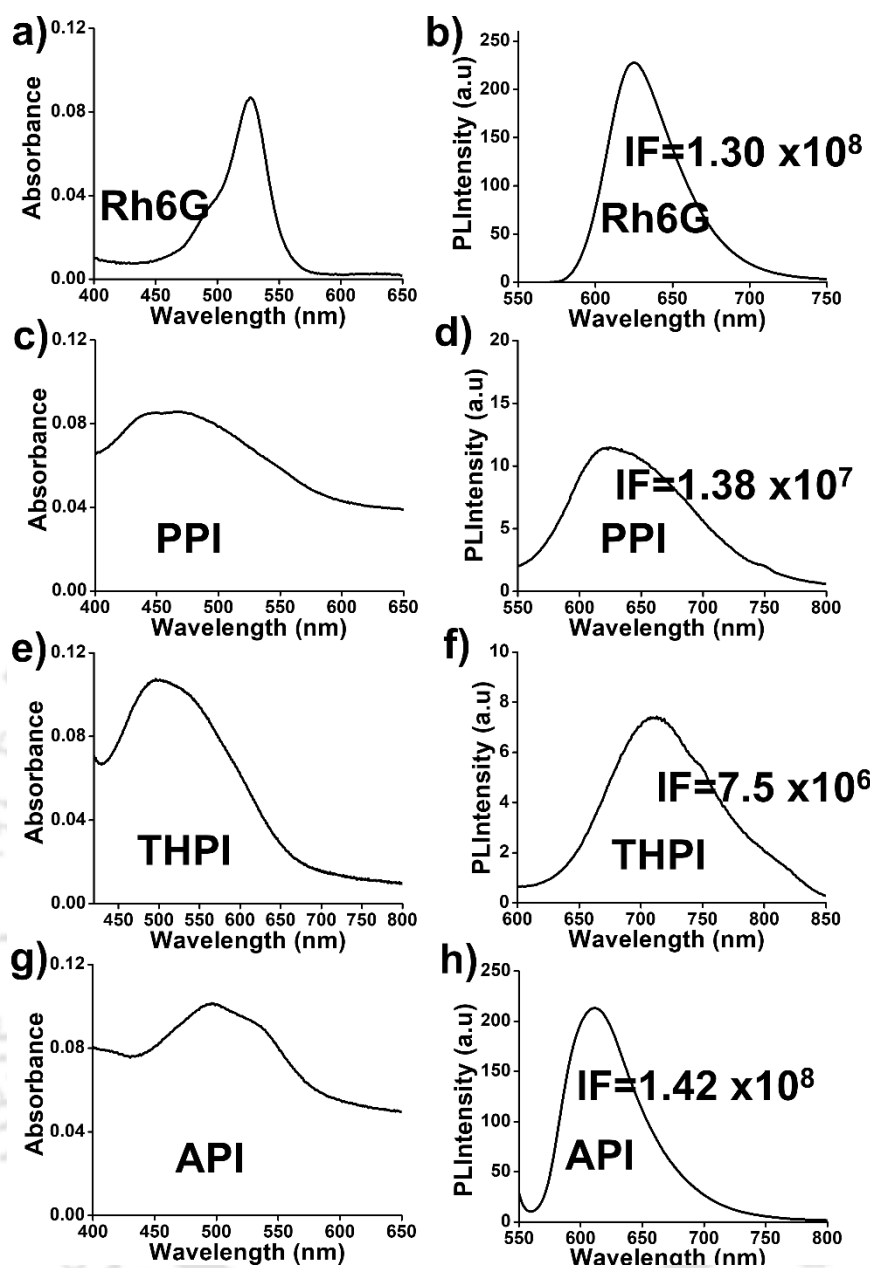 a)
0.12
0.08
0.04
0.00
Absorbance
Rh6G
400 450 500 550 600 650
Wavelength (nm)
b)
250
200
150
100
50
0
PLIntensity (a.u)
IF=1.30 x10⁸
Rh6G
550 600 650 700 750
Wavelength (nm)
c)
0.12
0.08
0.04
0.00
Absorbance
PPI
400 450 500 550 600 650
Wavelength (nm)
d)
20
15
10
5
0
PLIntensity (a.u)
IF=1.38 x10⁷
PPI
550 600 650 700 750 800
Wavelength (nm)
e)
0.12
0.08
0.04
0.00
Absorbance
THPI
450 500 550 600 650 700 750 800
Wavelength (nm)
f)
10
8
6
4
2
0
PLIntensity (a.u)
IF=7.5 x10⁶
THPI
600 650 700 750 800 850
Wavelength (nm)
g)
0.12
0.08
0.04
0.00
Absorbance
API
400 450 500 550 600 650
Wavelength (nm)
h)
250
200
150
100
50
0
PLIntensity (a.u)
IF=1.42 x10⁸
API
550 600 650 700 750 800
Wavelength (nm)